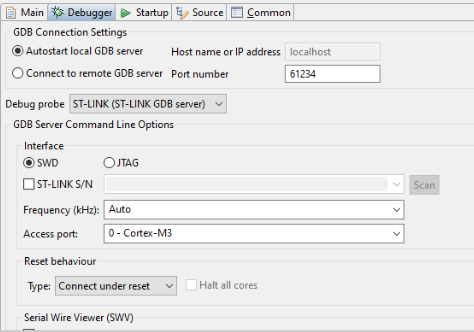 Main Debugger Startup Source Common
GDB Connection Settings
Autostart local GDB server Host name or IP address localhost
Connect to remote GDB server Port number 61234
Debug probe ST-LINK (ST-LINK GDB server)
GDB Server Command Line Options
Interface
SWD JTAG
ST-LINK S/N Scan
Frequency (kHz): Auto
Access port: 0 - Cortex-M3
Reset behaviour
Type: Connect under reset Halt all cores
Serial Wire Viewer (SWV)